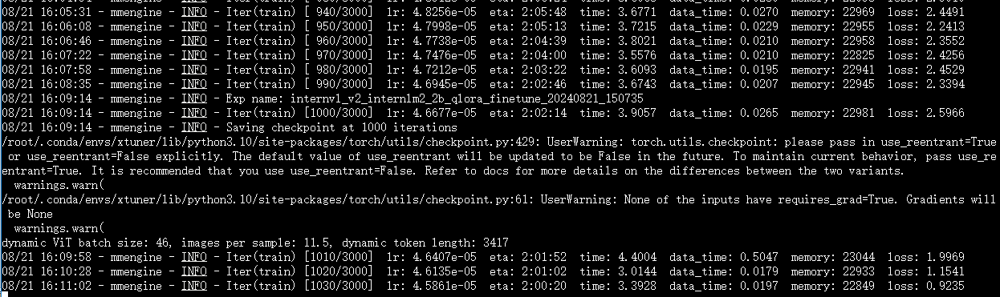 08/21 16:05:31 - mmengine - INFO - Iter(train) [ 940/3000]  lr: 4.8256e-05  eta: 2:05:48  time: 3.6771  data_time: 0.0270  memory: 22969  loss: 2.4491
08/21 16:06:08 - mmengine - INFO - Iter(train) [ 950/3000]  lr: 4.7998e-05  eta: 2:05:13  time: 3.7215  data_time: 0.0229  memory: 22955  loss: 2.2413
08/21 16:06:46 - mmengine - INFO - Iter(train) [ 960/3000]  lr: 4.7738e-05  eta: 2:04:39  time: 3.8021  data_time: 0.0210  memory: 22958  loss: 2.3552
08/21 16:07:22 - mmengine - INFO - Iter(train) [ 970/3000]  lr: 4.7476e-05  eta: 2:04:00  time: 3.5576  data_time: 0.0210  memory: 22825  loss: 2.4256
08/21 16:07:58 - mmengine - INFO - Iter(train) [ 980/3000]  lr: 4.7212e-05  eta: 2:03:22  time: 3.6093  data_time: 0.0195  memory: 22941  loss: 2.4529
08/21 16:08:35 - mmengine - INFO - Iter(train) [ 990/3000]  lr: 4.6945e-05  eta: 2:02:46  time: 3.6743  data_time: 0.0207  memory: 22945  loss: 2.3394
08/21 16:09:14 - mmengine - INFO - Exp name: internvl_v2_internlm2_2b_qlora_finetune_20240821_150735
08/21 16:09:14 - mmengine - INFO - Iter(train) [1000/3000]  lr: 4.6677e-05  eta: 2:02:14  time: 3.9057  data_time: 0.0265  memory: 22981  loss: 2.5966
08/21 16:09:14 - mmengine - INFO - Saving checkpoint at 1000 iterations
/root/.conda/envs/xtuner/lib/python3.10/site-packages/torch/utils/checkpoint.py:429: UserWarning: torch.utils.checkpoint: please pass in use_reentrant=True
or use_reentrant=False explicitly. The default value of use_reentrant will be updated to be False in the future. To maintain current behavior, pass use_re
entrant=True. It is recommended that you use use_reentrant=False. Refer to docs for more details on the differences between the two variants.
warnings.warn(
/root/.conda/envs/xtuner/lib/python3.10/site-packages/torch/utils/checkpoint.py:61: UserWarning: None of the inputs have requires_grad=True. Gradients will
be None
warnings.warn(
dynamic ViT batch size: 46, images per sample: 11.5, dynamic token length: 3417
08/21 16:09:58 - mmengine - INFO - Iter(train) [1010/3000]  lr: 4.6407e-05  eta: 2:01:52  time: 4.4004  data_time: 0.5047  memory: 23044  loss: 1.9969
08/21 16:10:28 - mmengine - INFO - Iter(train) [1020/3000]  lr: 4.6135e-05  eta: 2:01:02  time: 3.0144  data_time: 0.0179  memory: 22933  loss: 1.1541
08/21 16:11:02 - mmengine - INFO - Iter(train) [1030/3000]  lr: 4.5861e-05  eta: 2:00:20  time: 3.3928  data_time: 0.0197  memory: 22849  loss: 0.9235